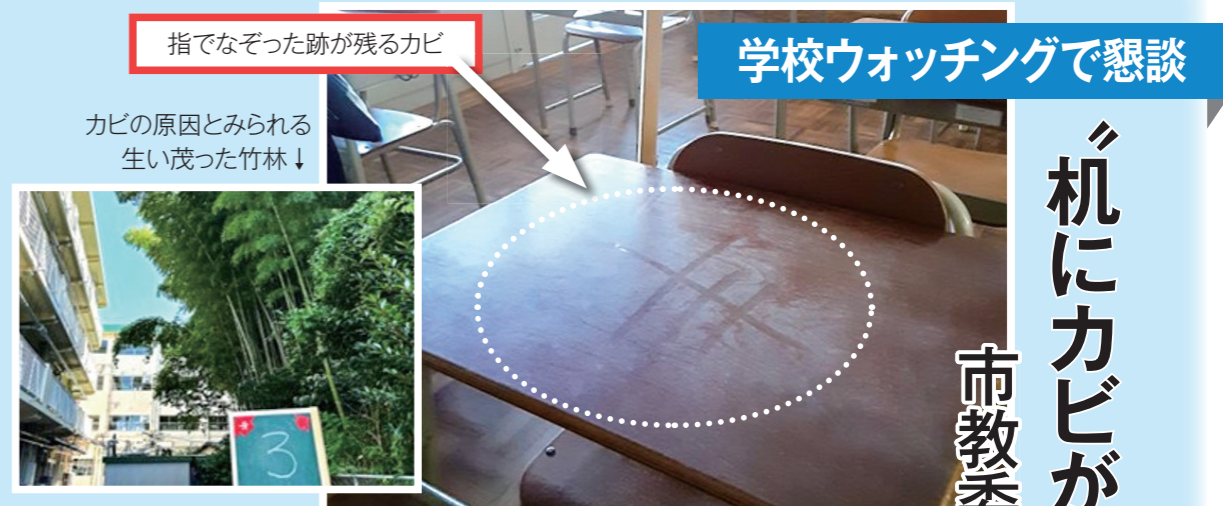 学校ウォッチングで懇談
〝机にカビが
市教委
指でなぞった跡が残るカビ
カビの原因とみられる
生い茂った竹林↓
3